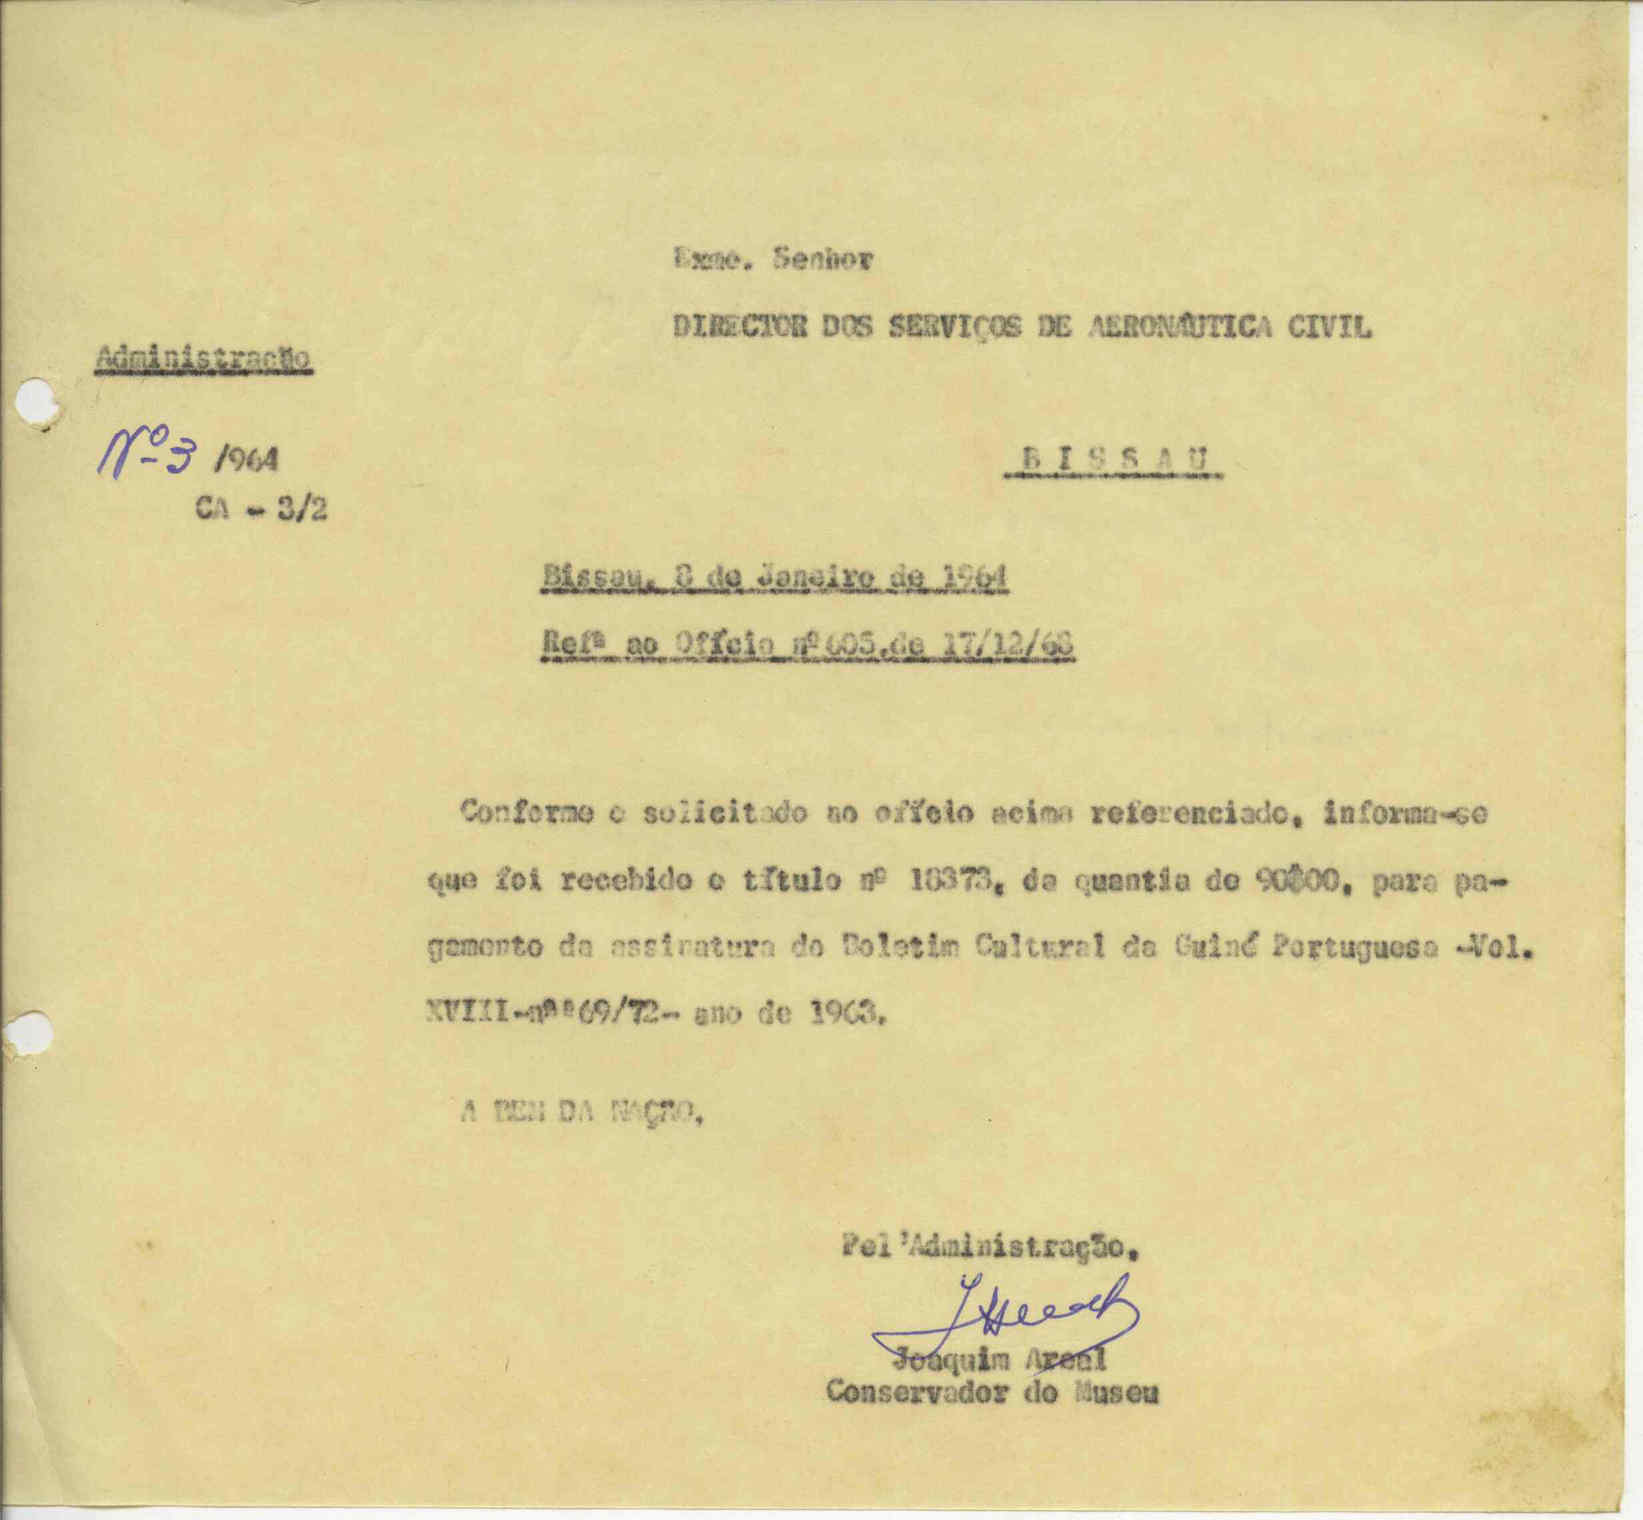 Exmo. Senhor
DIRECTOR DOS SERVIÇOS DE AERONÁUTICA CIVIL
Administração
Nº 3 /964
CA - 3/2
B I S S A U
Bissau, 8 de Janeiro de 1964
Refª ao Ofício nº 605, de 17/12/63
Conforme o solicitado no ofício acima referenciado, informa-se
que foi recebido o título nº 18373, da quantia de 90$00, para pa-
gamento da assinatura do Boletim Cultural da Guiné Portuguesa -Vol.
XVIII-nºs 69/72- ano de 1963.
A BEM DA NAÇÃO.
Pel'Administração,
Joaquim Areal
Conservador do Museu